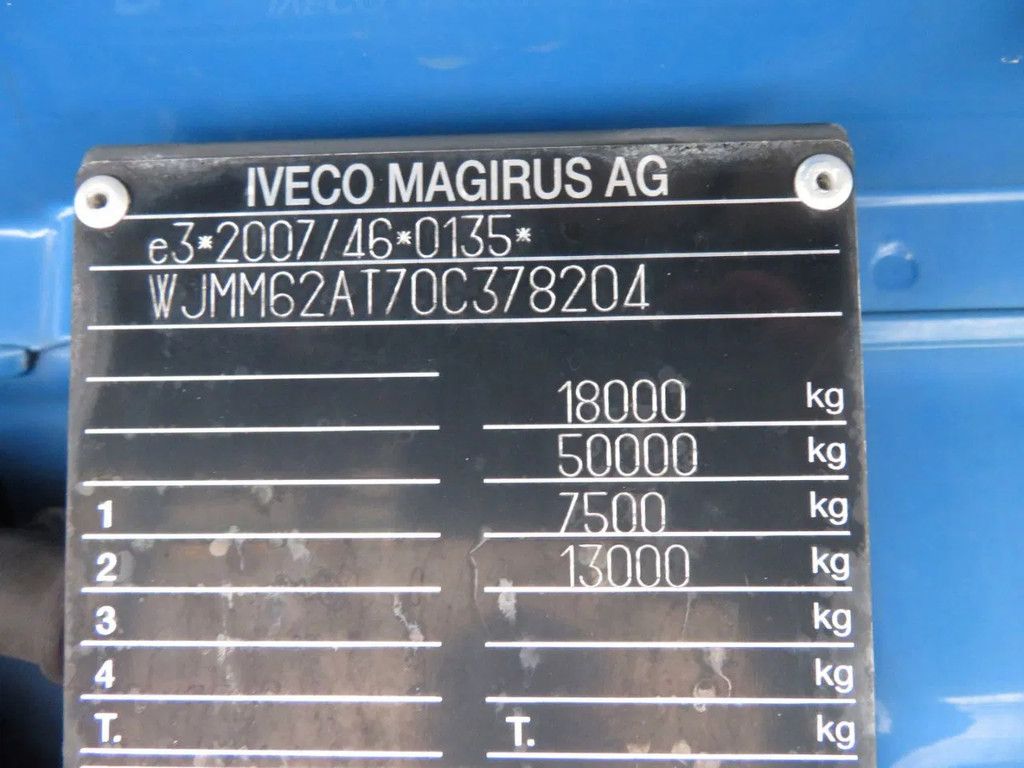 IVECO MAGIRUS AG
e3*2007/46*0135*
WJMM62AT70C378204
18000 kg
50000 kg
1 7500 kg
2 13000 kg
3 kg
4 kg
T. T. kg